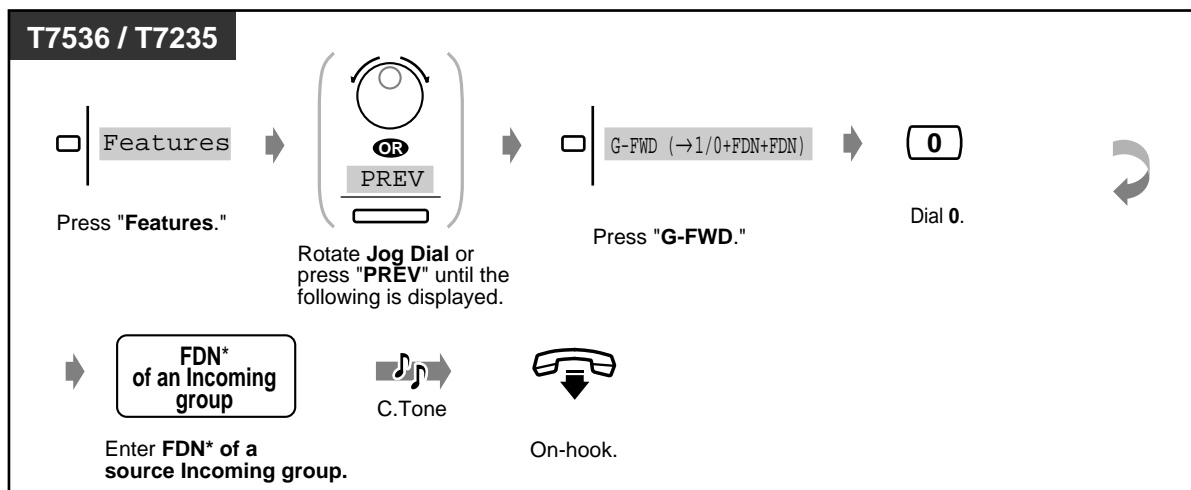 T7536 / T7235
Features
OR
PREV
G-FWD (→1/0+FDN+FDN)
0
Press "Features."
Rotate Jog Dial or
press "PREV" until the
following is displayed.
Press "G-FWD."
Dial 0.
FDN*
of an Incoming
group
C.Tone
Enter FDN* of a
source Incoming group.
On-hook.